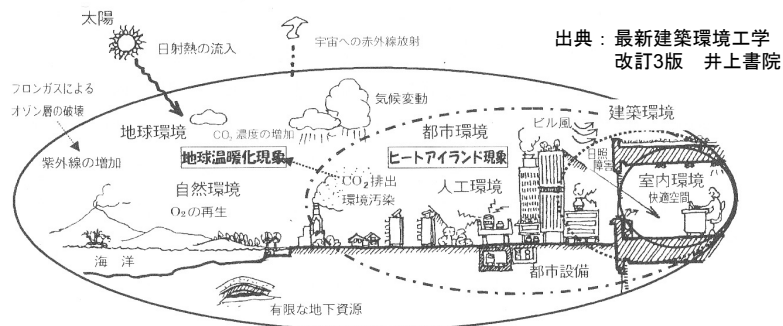 太陽
日射熱の流入
宇宙への赤外線放射
出典：最新建築環境工学
改訂3版　井上書院
フロンガスによる
オゾン層の破壊
紫外線の増加
地球環境
CO₂濃度の増加
気候変動
都市環境
ビル風
建築環境
日照
障害
地球温暖化現象
ヒートアイランド現象
自然環境
O₂の再生
CO₂排出
環境汚染
人工環境
室内環境
快適空間
海洋
都市設備
有限な地下資源